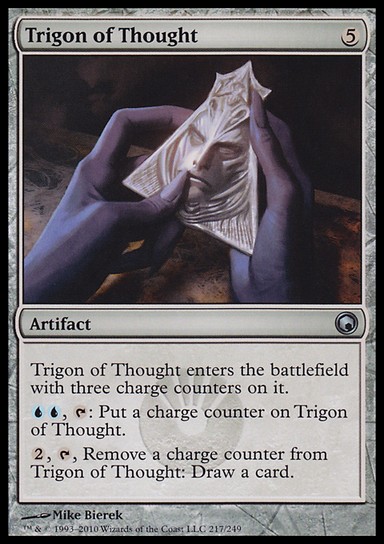 Trigon of Thought 5
Artifact
Trigon of Thought enters the battlefield
with three charge counters on it.
, : Put a charge counter on Trigon
of Thought.
2, , Remove a charge counter from
Trigon of Thought: Draw a card.
Mike Bierek
™ & © 1993–2010 Wizards of the Coast LLC 217/249